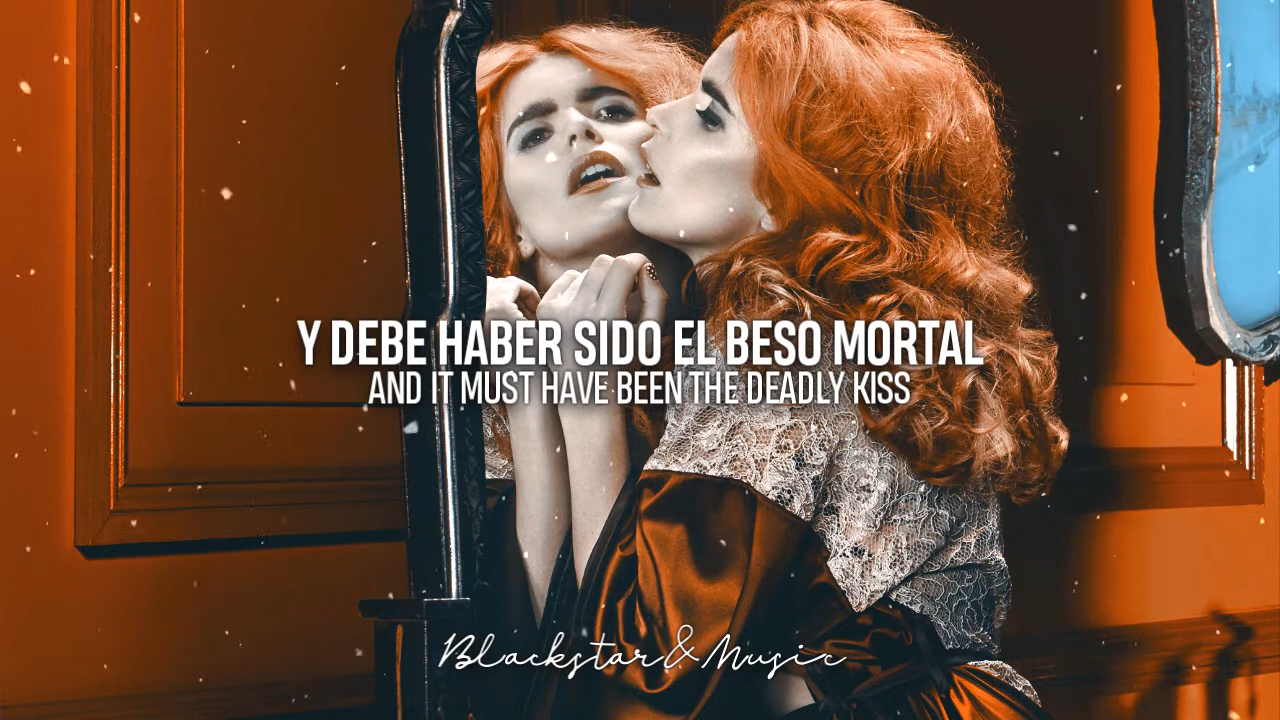 Y DEBE HABER SIDO EL BESO MORTAL
AND IT MUST HAVE BEEN THE DEADLY KISS
Blackstar&Music